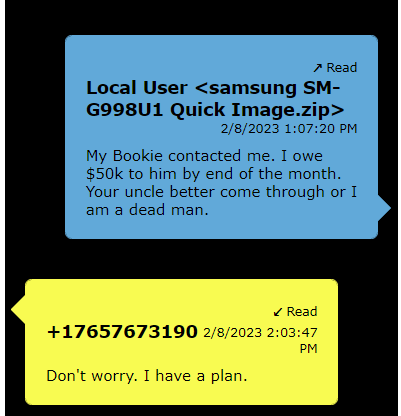 ↗ Read
Local User <samsung SM-
G998U1 Quick Image.zip>
2/8/2023 1:07:20 PM
My Bookie contacted me. I owe
$50k to him by end of the month.
Your uncle better come through or I
am a dead man.
↙ Read
+17657673190 2/8/2023 2:03:47
PM
Don't worry. I have a plan.